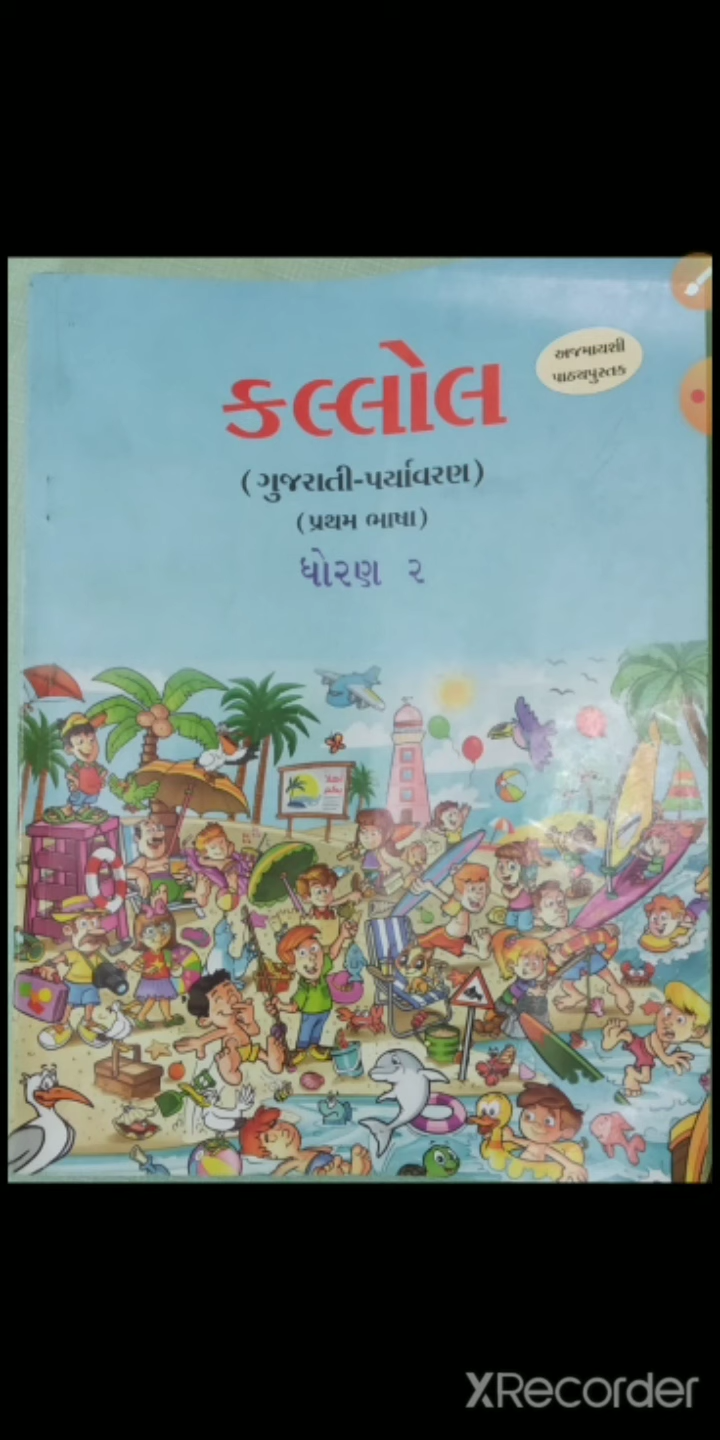 કલ્લોલ
અજમાયશી
પાઠ્યપુસ્તક
(ગુજરાતી-પર્યાવરણ)
(પ્રથમ ભાષા)
ધોરણ ૨
XRecorder